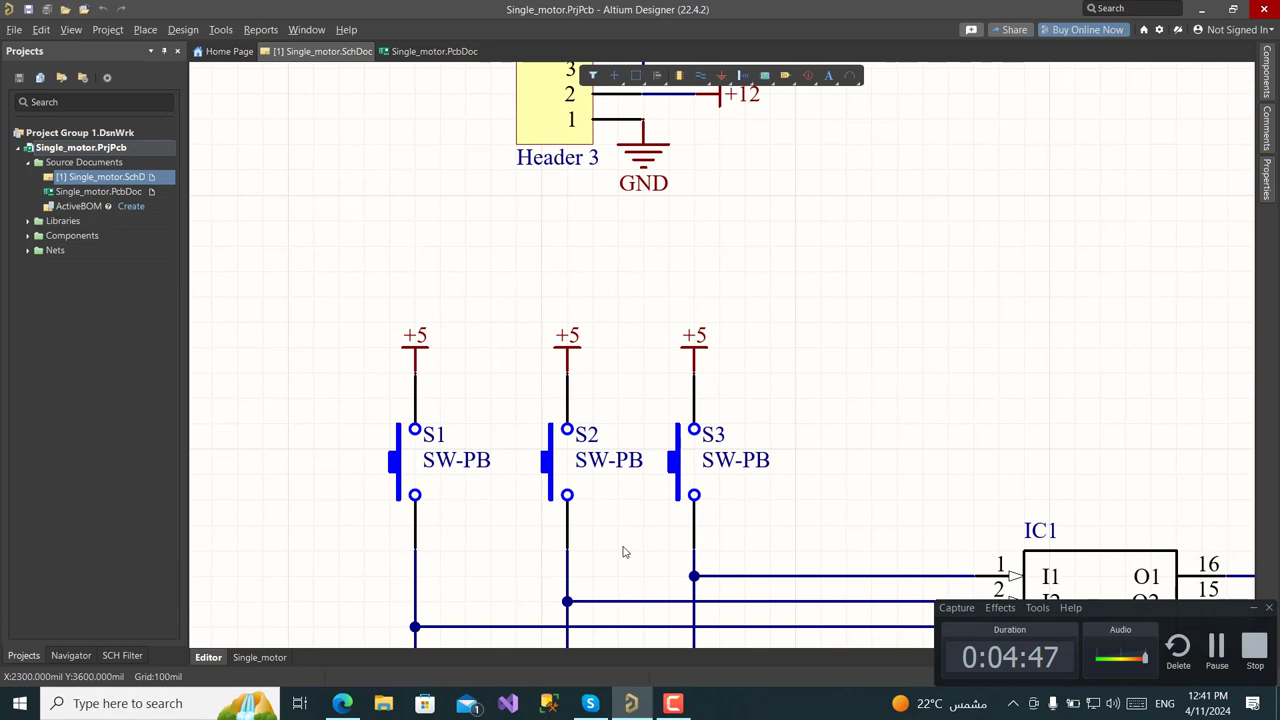 Single_motor.PrjPcb - Altium Designer (22.4.2)
Search
File Edit View Project Place Design Tools Reports Window Help
Share
Buy Online Now
Not Signed In
Projects
Home Page
[1] Single_motor.SchDoc
Single_motor.PcbDoc
Search
Project Group 1.DsnWrk
Single_motor.PrjPcb
Source Documents
[1] Single_motor.SchD
Single_motor.PcbDoc
ActiveBOM Create
Libraries
Components
Nets
Components
Comments
Properties
3
2
+12
1
Header 3
GND
+5 +5 +5
S1 S2 S3
SW-PB SW-PB SW-PB
IC1
1 I1 O1 16
2 I2 O2 15
Capture Effects Tools Help
Duration
Audio
0:04:47
Delete Pause Stop
Projects Navigator SCH Filter
Editor Single_motor
X:2300.000mil Y:3600.000mil Grid:100mil
Type here to search
1
22°C مشمس
ENG
12:41 PM
4/11/2024